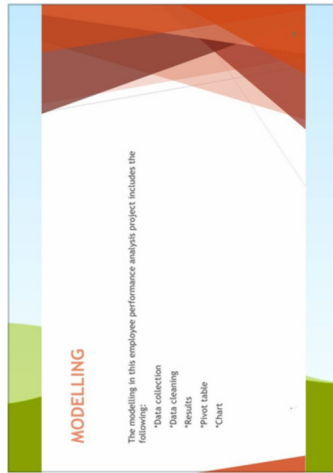 MODELLING
The modelling in this employee performance analysis project includes the
following:
*Data collection
*Data cleaning
*Results
*Pivot table
*Chart